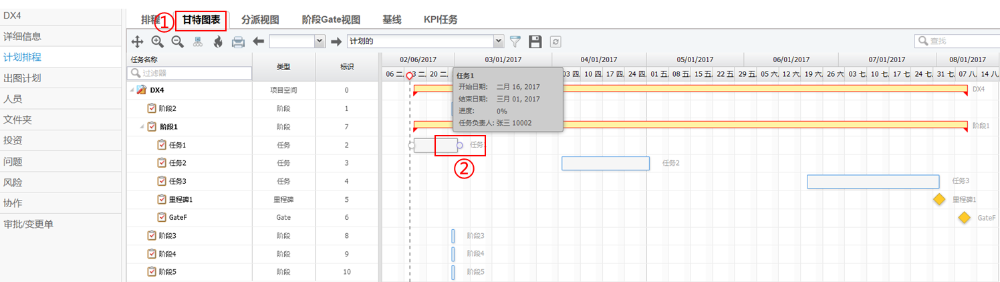 DX4
详细信息
计划排程
出图计划
人员
文件夹
投资
问题
风险
协作
审批/变更单
排程 ① 甘特图表 分派视图 阶段Gate视图 基线 KPI任务
计划的 查找
任务名称 类型 标识
过滤器
02/06/2017 03/01/2017 04/01/2017 05/01/2017 06/01/2017 07/01/2017 08/01/2017
06 二 3 二 20 二 03 四 10 四 17 四 24 四 01 五 08 五 15 五 22 五 29 五 05 六 12 六 19 六 26 六 03 七 10 七 17 七 24 七 31 七 07 八 14 八
DX4 项目空间 0 DX4
阶段2 阶段 1
阶段1 阶段 7 阶段1
任务1 任务 2 任务
任务2 任务 3 任务2
任务3 任务 4 任务3
里程碑1 里程碑 5 里程碑1
GateF Gate 6 GateF
阶段3 阶段 8 阶段3
阶段4 阶段 9 阶段4
阶段5 阶段 10 阶段5
任务1
开始日期: 二月 16, 2017
结束日期: 三月 01, 2017
进度: 0%
任务负责人: 张三 10002
②